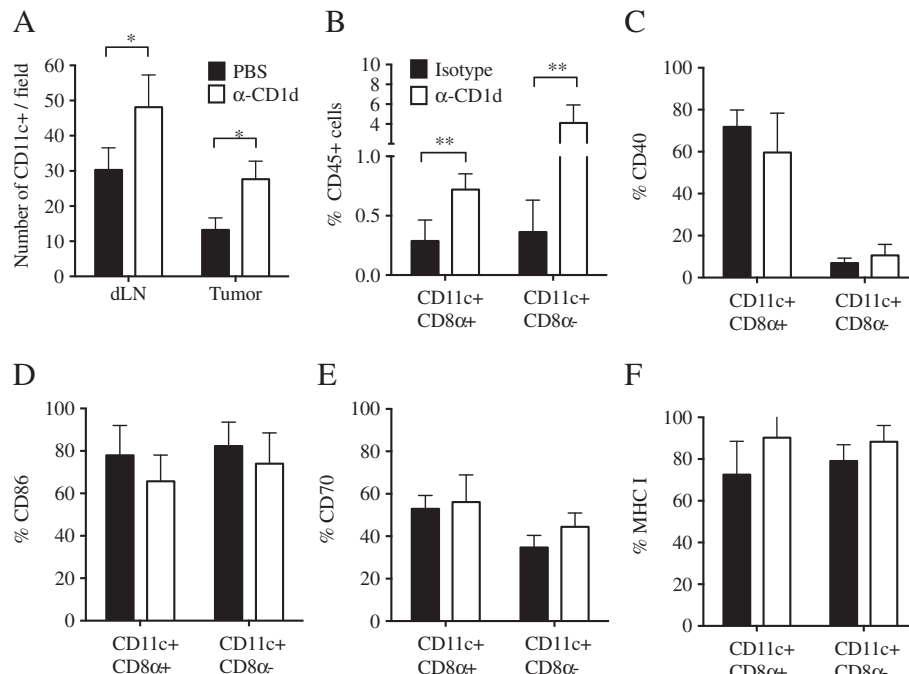 A
Number of CD11c+ / field
60
50
40
30
20
10
0
*
*
PBS
α-CD1d
dLN
Tumor
B
% CD45+ cells
10
8
6
4
2
1.0
0.5
0.0
**
**
Isotype
α-CD1d
CD11c+
CD8α+
CD11c+
CD8α-
C
% CD40
100
80
60
40
20
0
CD11c+
CD8α+
CD11c+
CD8α-
D
% CD86
100
80
60
40
20
0
CD11c+
CD8α+
CD11c+
CD8α-
E
% CD70
100
80
60
40
20
0
CD11c+
CD8α+
CD11c+
CD8α-
F
% MHC I
100
80
60
40
20
0
CD11c+
CD8α+
CD11c+
CD8α-